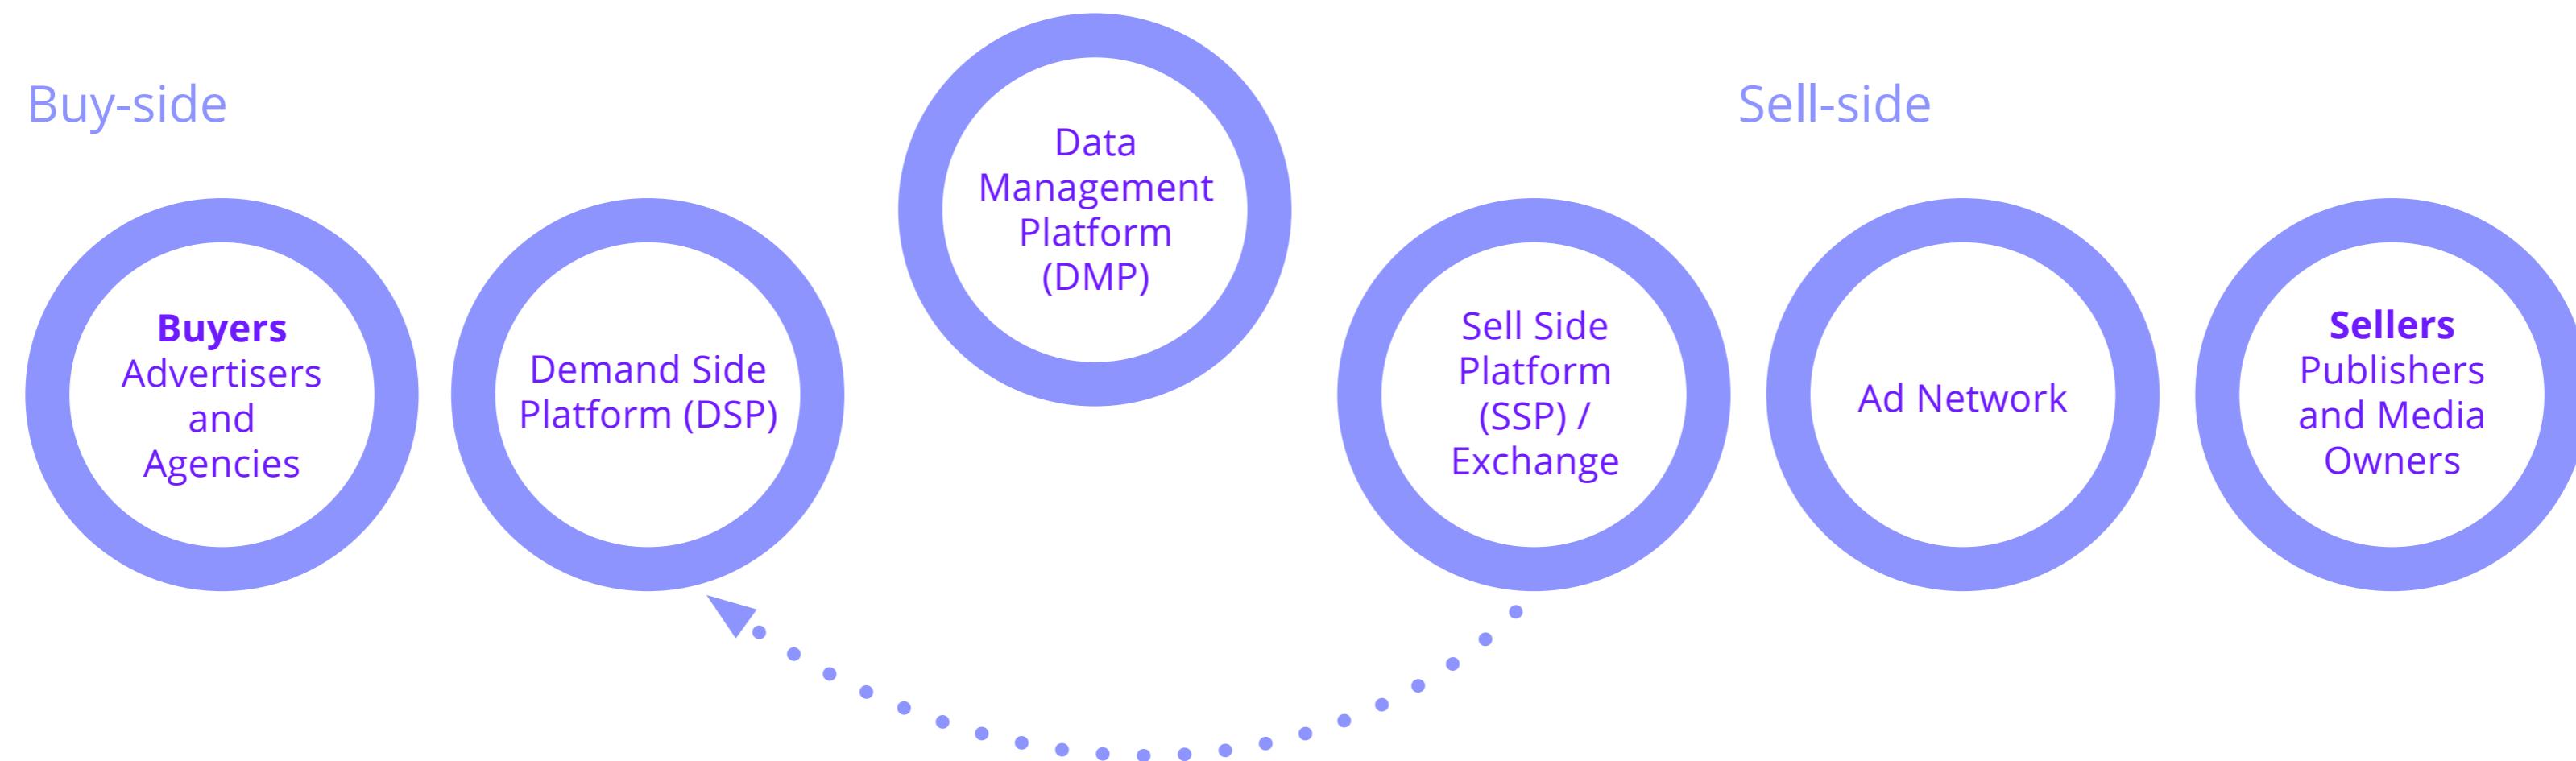 Buy-side
Sell-side
Buyers
Advertisers
and
Agencies
Demand Side
Platform (DSP)
Data
Management
Platform
(DMP)
Sell Side
Platform
(SSP) /
Exchange
Ad Network
Sellers
Publishers
and Media
Owners